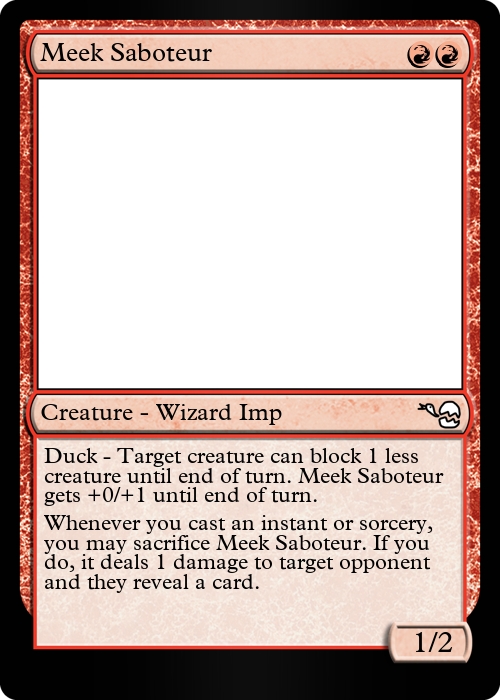 Meek Saboteur
Creature - Wizard Imp
Duck - Target creature can block 1 less
creature until end of turn. Meek Saboteur
gets +0/+1 until end of turn.
Whenever you cast an instant or sorcery,
you may sacrifice Meek Saboteur. If you
do, it deals 1 damage to target opponent
and they reveal a card.
1/2